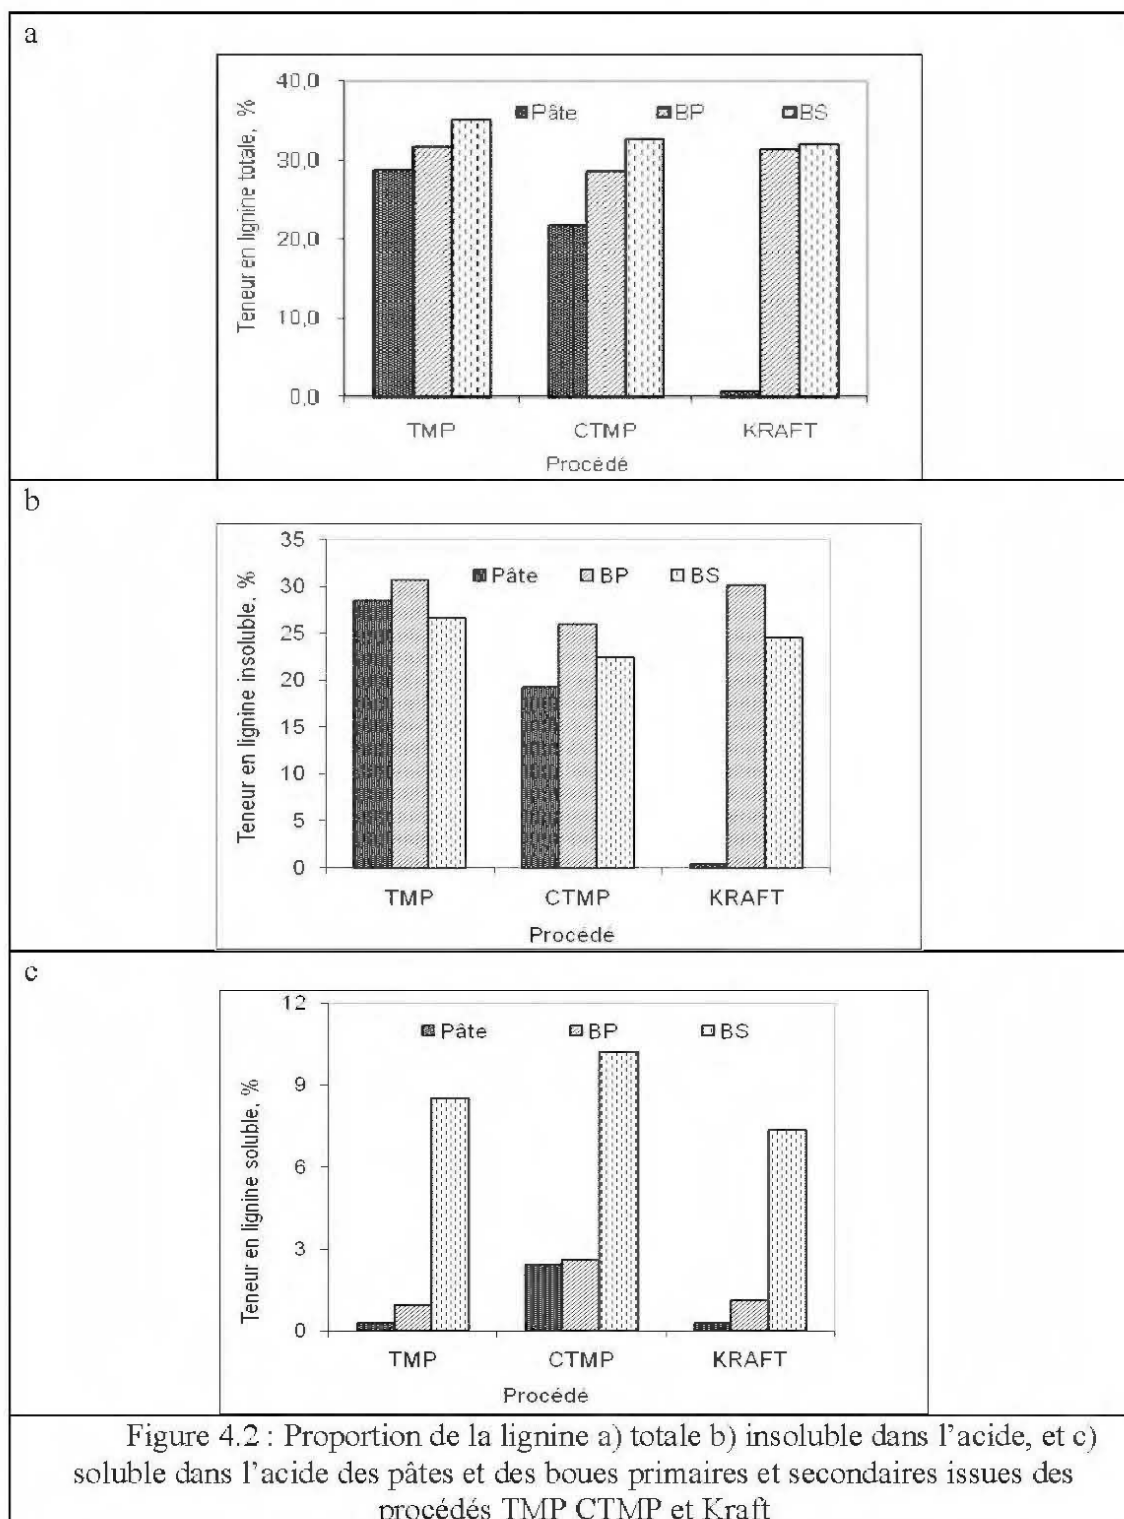 a
40,0
30,0
20,0
10,0
0,0
Teneur en lignine totale, %
Pâte BP BS
TMP CTMP KRAFT
Procédé
b
35
30
25
20
15
10
5
0
Teneur en lignine insoluble, %
Pâte BP BS
TMP CTMP KRAFT
Procédé
c
12
9
6
3
0
Teneur en lignine soluble, %
Pâte BP BS
TMP CTMP KRAFT
Procédé
Figure 4.2 : Proportion de la lignine a) totale b) insoluble dans l'acide, et c)
soluble dans l'acide des pâtes et des boues primaires et secondaires issues des
procédés TMP CTMP et Kraft